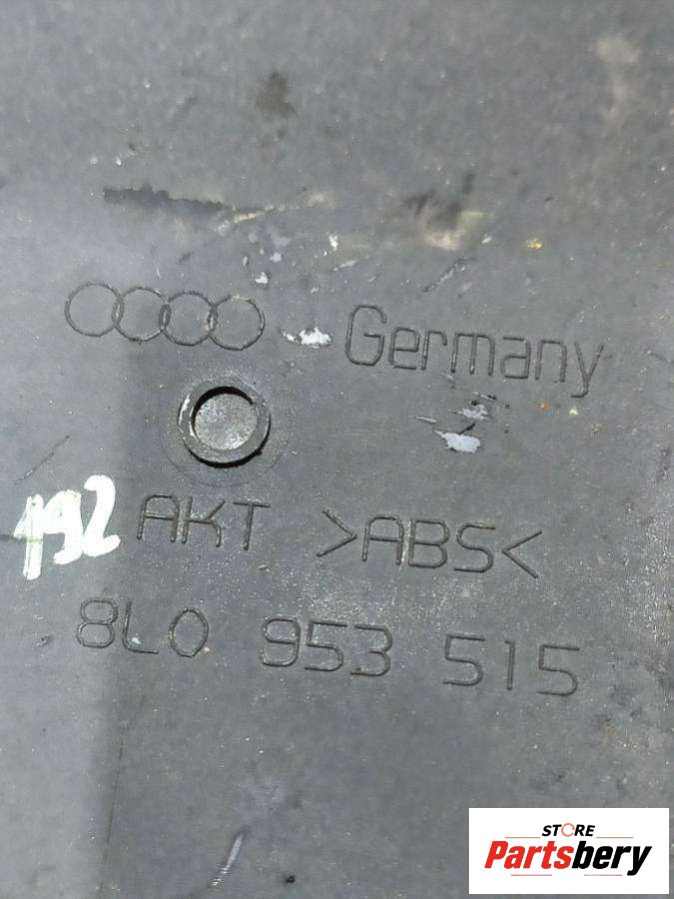 Germany
192
AKT >ABS<
8L0 953 515
STORE
Partsbery